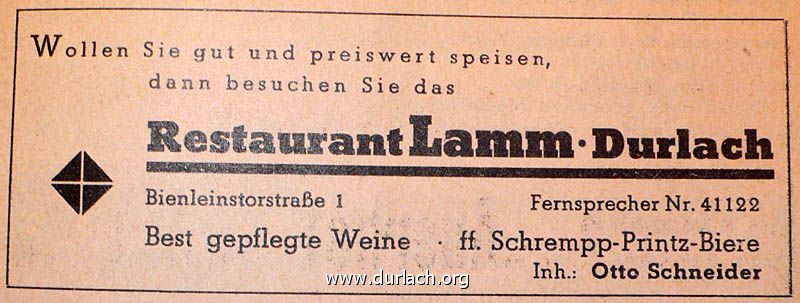 Wollen Sie gut und preiswert speisen,
dann besuchen Sie das
Restaurant Lamm · Durlach
Bienleinstorstraße 1 Fernsprecher Nr. 41122
Best gepflegte Weine · ff. Schrempp-Printz-Biere
Inh.: Otto Schneider
www.durlach.org